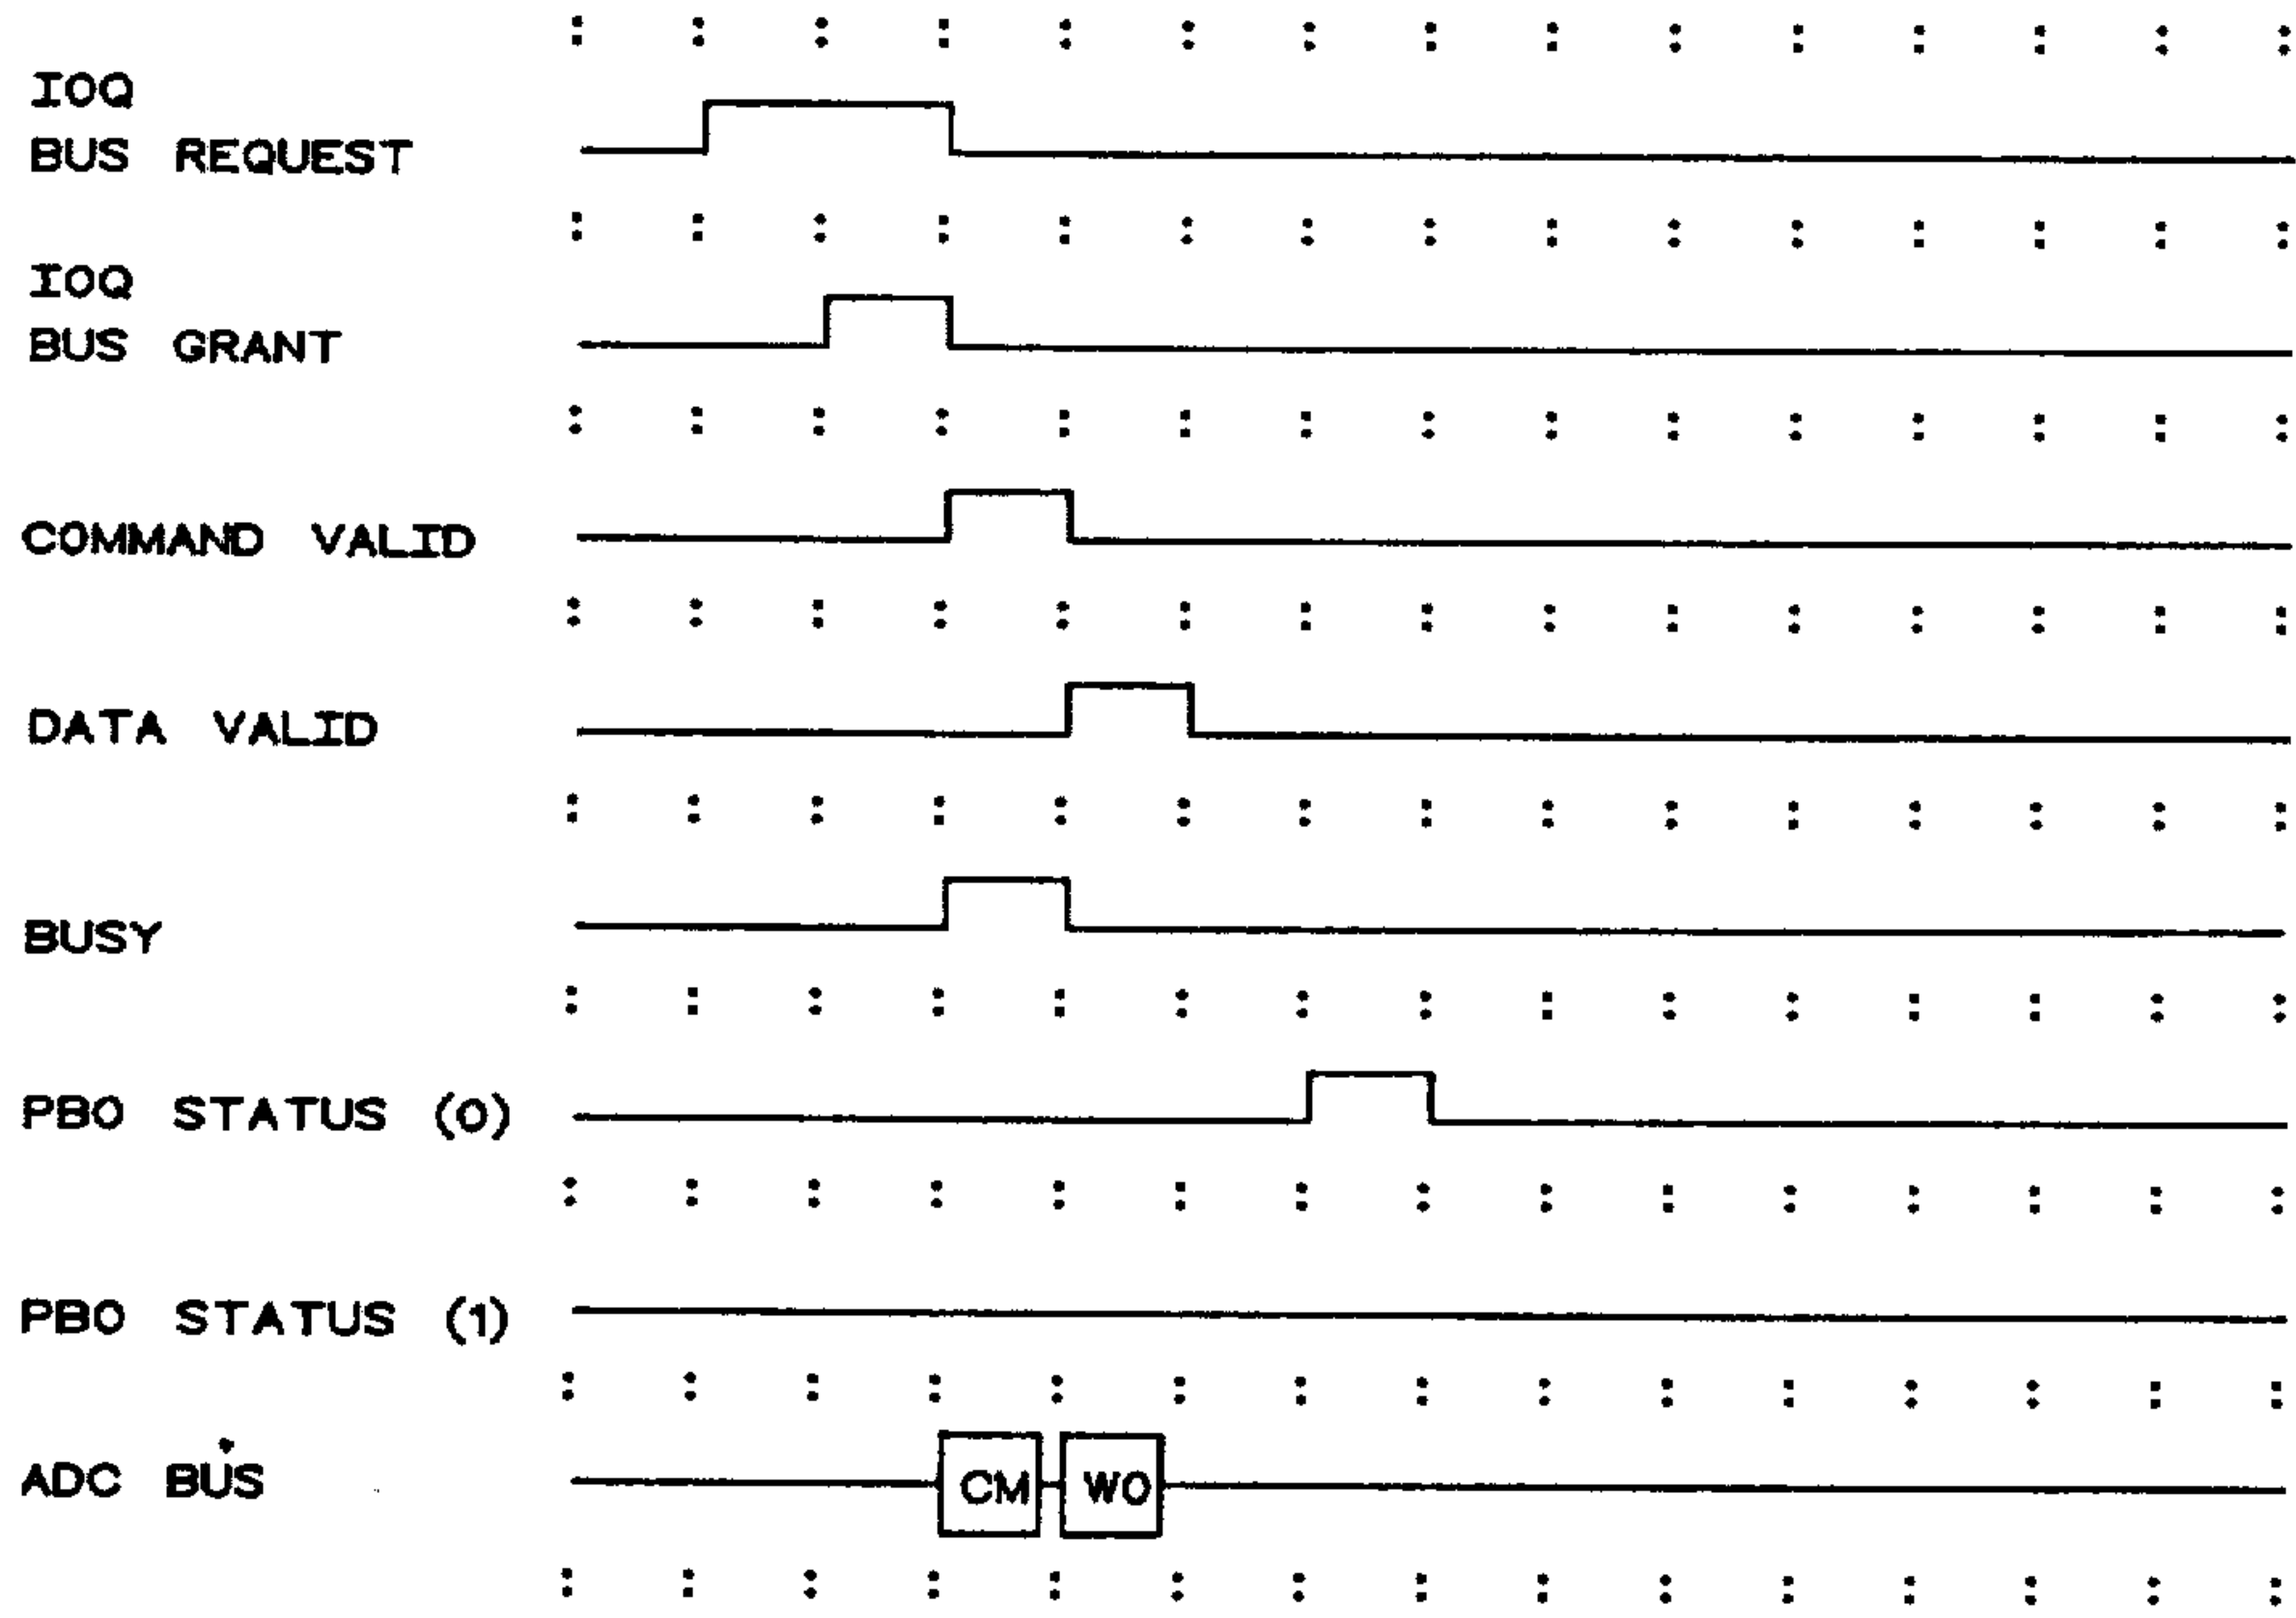 IOQ
BUS REQUEST
IOQ
BUS GRANT
COMMAND VALID
DATA VALID
BUSY
PBO STATUS (0)
PBO STATUS (1)
ADC BUS
CM WO